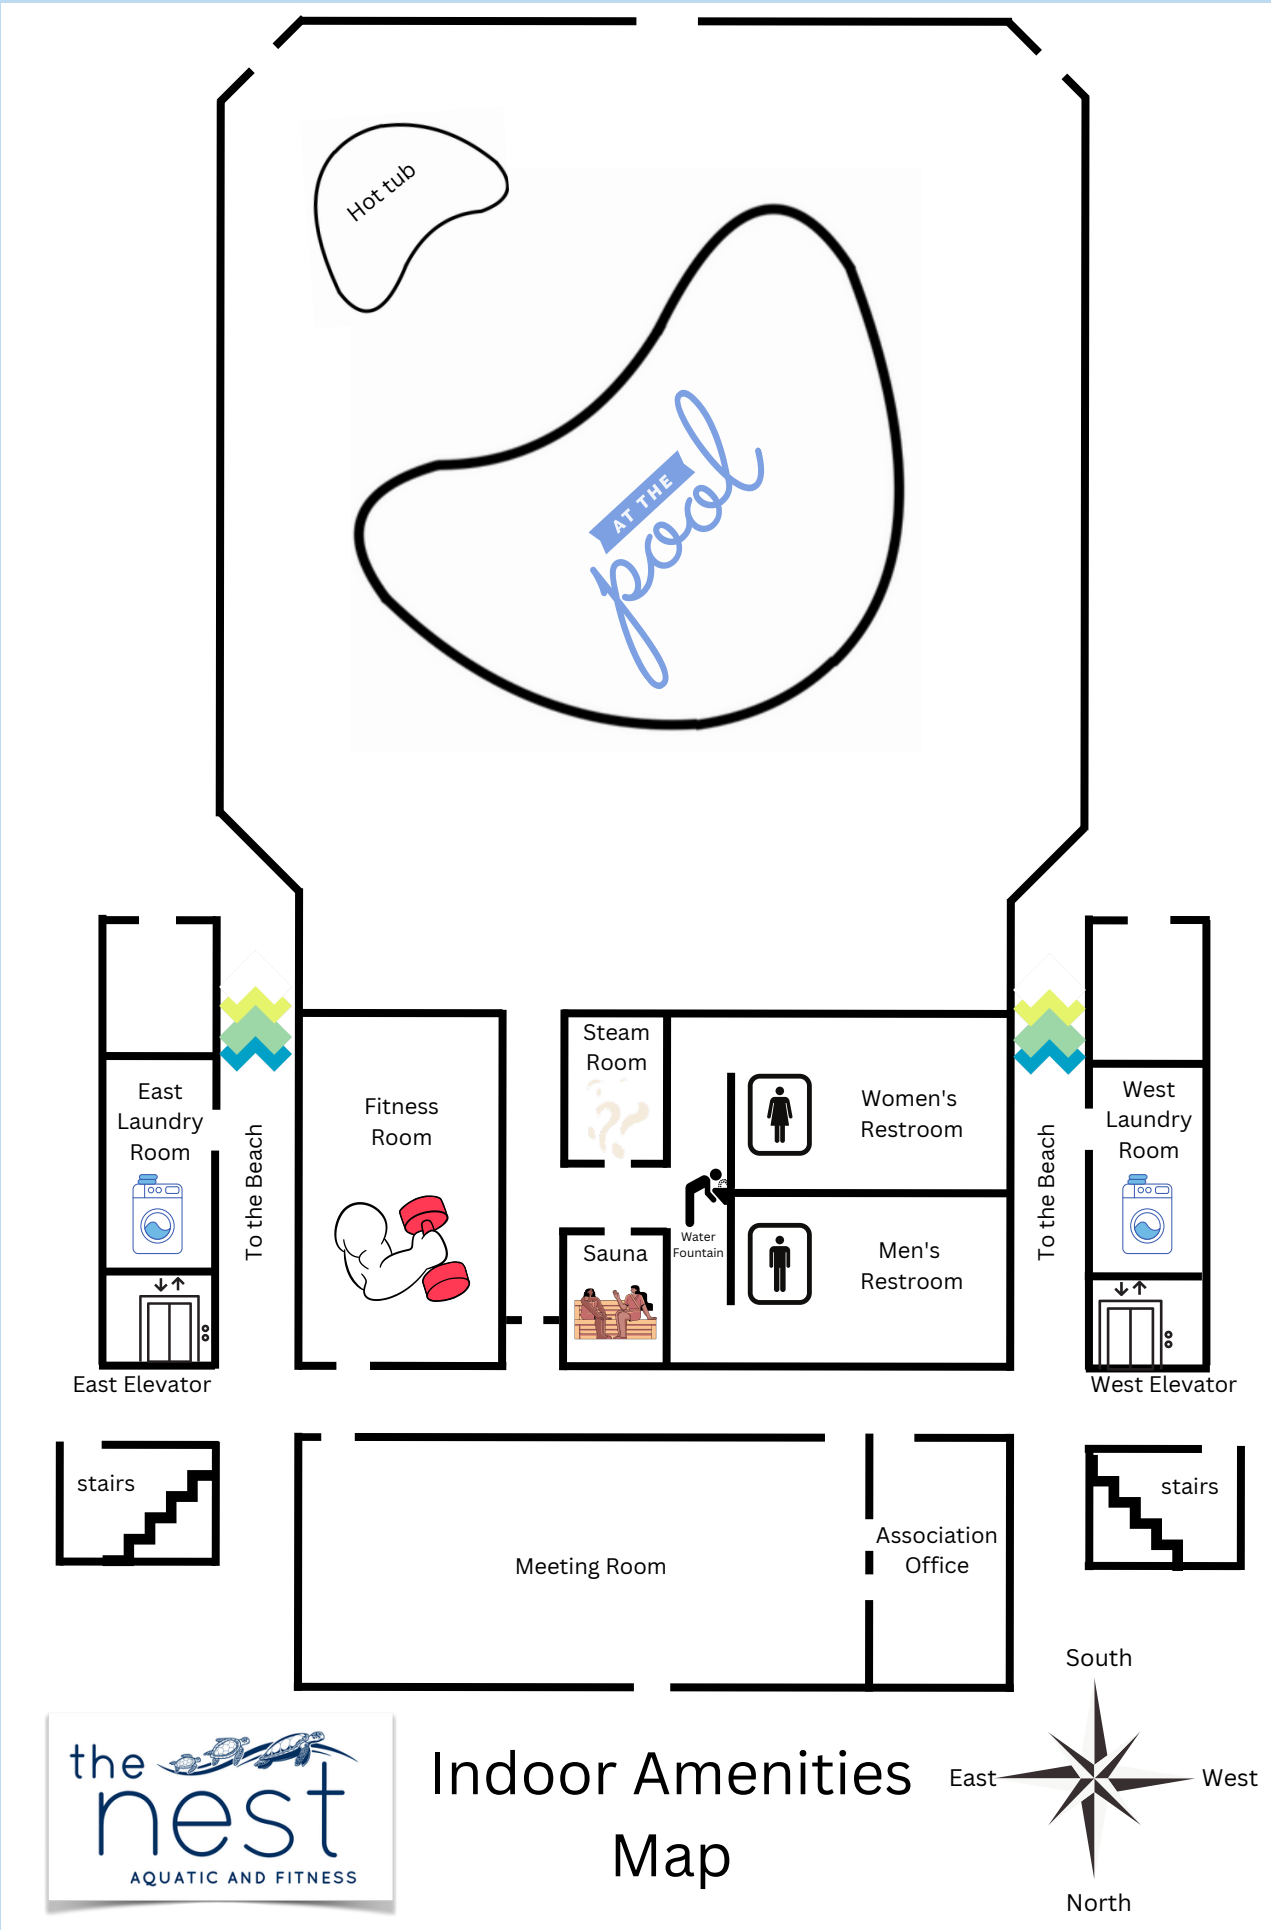 Hot tub
AT THE
pool
Steam
Room
East
Laundry
Room
To the Beach
Fitness
Room
Women's
Restroom
To the Beach
West
Laundry
Room
Water
Fountain
Sauna
Men's
Restroom
East Elevator
West Elevator
stairs
stairs
Meeting Room
Association
Office
South
East
West
North
the
nest
AQUATIC AND FITNESS
Indoor Amenities
Map